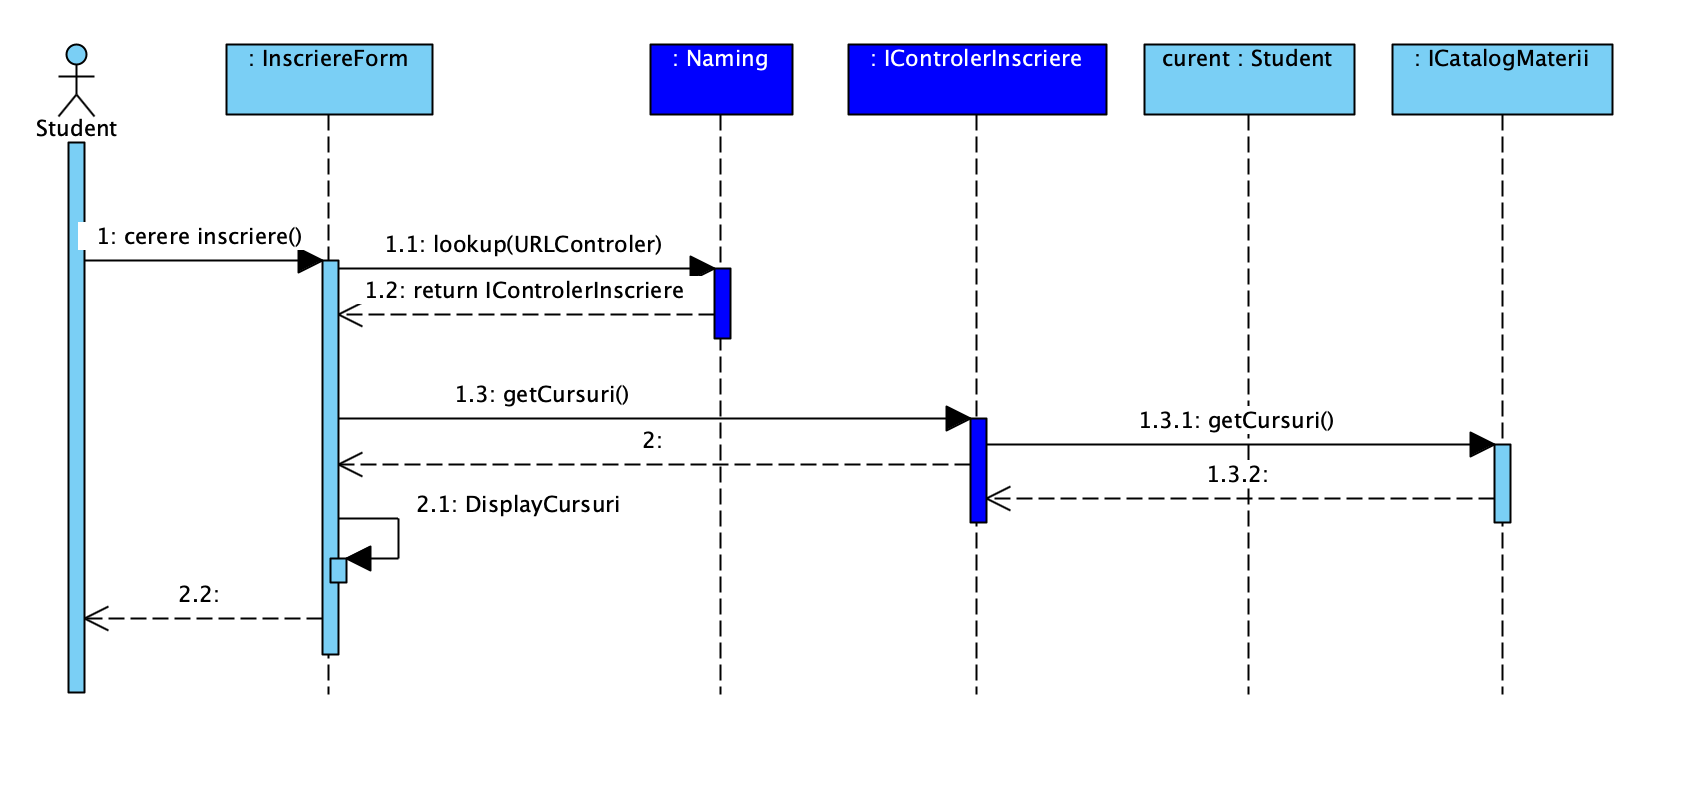 : InscriereForm
: Naming
: IControlerInscriere
curent : Student
: ICatalogMaterii
Student
1: cerere inscriere()
1.1: lookup(URLControler)
1.2: return IControlerInscriere
1.3: getCursuri()
1.3.1: getCursuri()
2:
1.3.2:
2.1: DisplayCursuri
2.2: